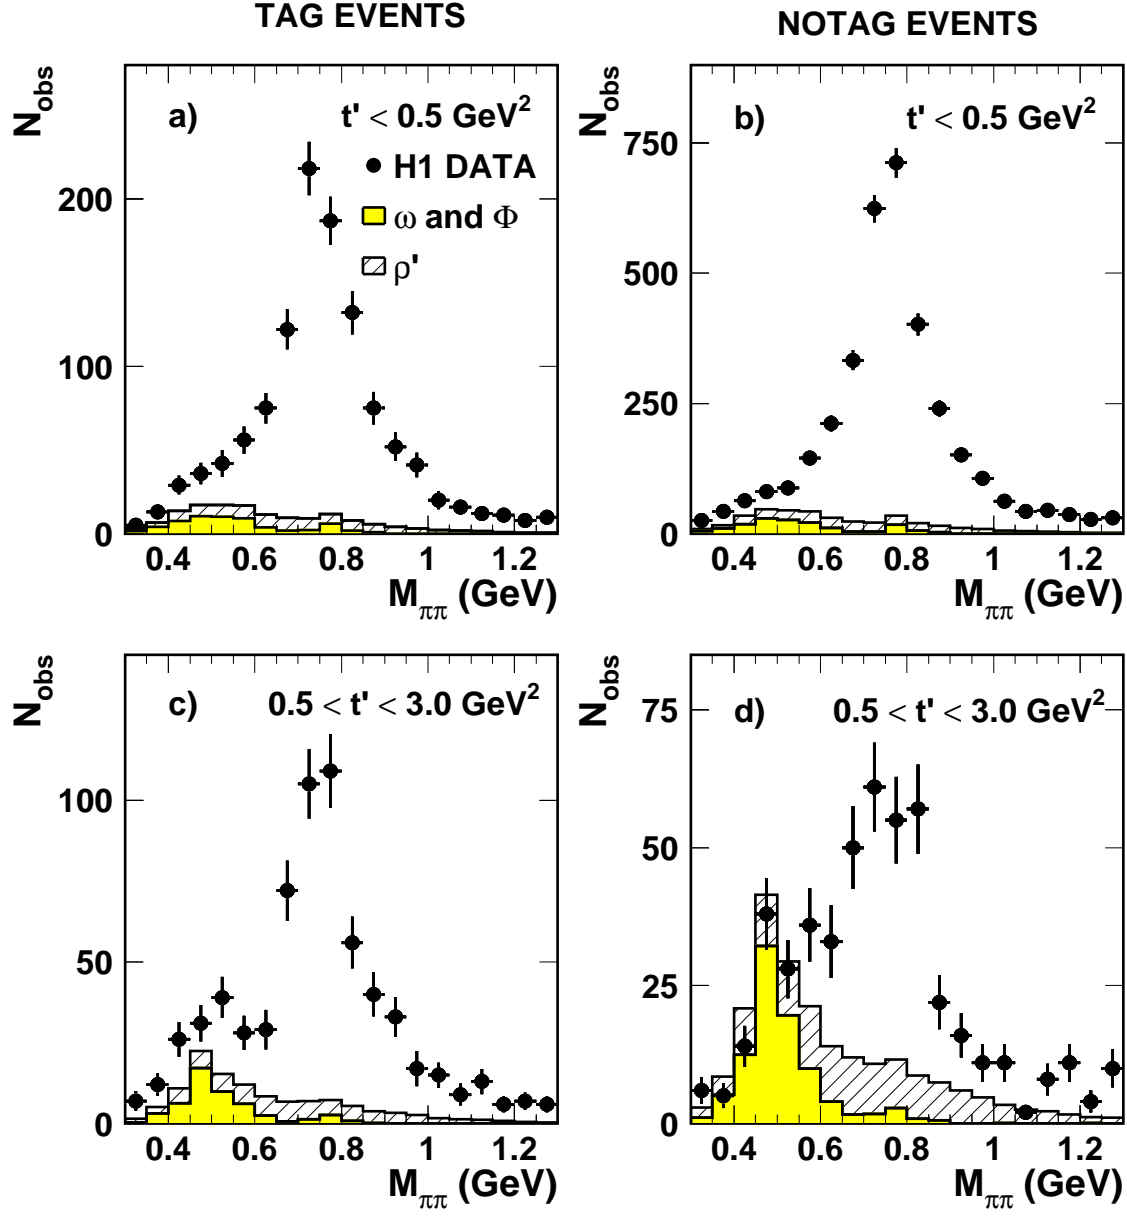 TAG EVENTS
NOTAG EVENTS
N_obs
a)
t' < 0.5 GeV²
H1 DATA
ω and Φ
ρ'
200
100
0
0.4 0.6 0.8 1 1.2
M_ππ (GeV)
N_obs
b)
t' < 0.5 GeV²
750
500
250
0
0.4 0.6 0.8 1 1.2
M_ππ (GeV)
N_obs
c)
0.5 < t' < 3.0 GeV²
100
50
0
0.4 0.6 0.8 1 1.2
M_ππ (GeV)
N_obs
d)
0.5 < t' < 3.0 GeV²
75
50
25
0
0.4 0.6 0.8 1 1.2
M_ππ (GeV)